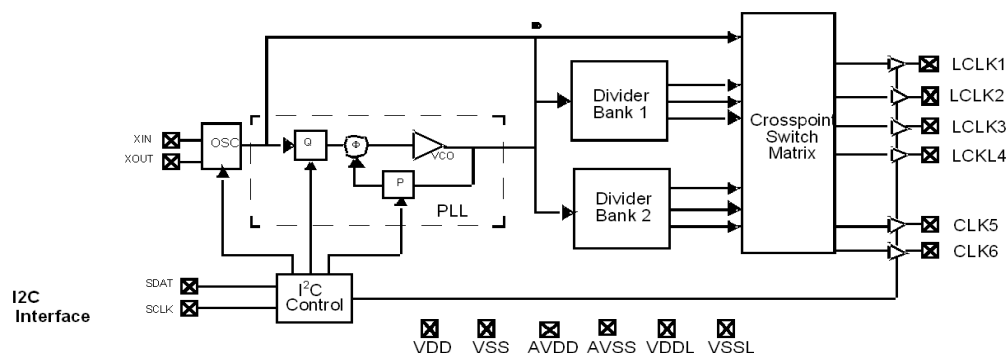 XIN
XOUT
OSC
Q
Φ
VCO
P
PLL
Divider
Bank 1
Divider
Bank 2
Crosspoint
Switch
Matrix
LCLK1
LCLK2
LCLK3
LCKL4
CLK5
CLK6
I2C
Interface
SDAT
SCLK
I²C
Control
VDD
VSS
AVDD
AVSS
VDDL
VSSL